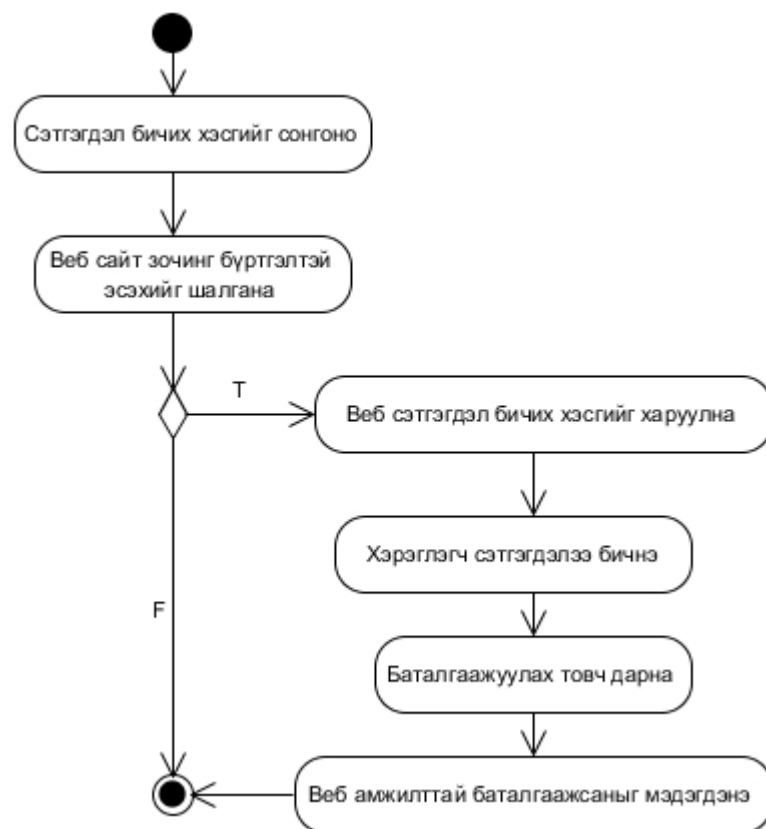 Сэтгэгдэл бичих хэсгийг сонгоно
Веб сайт зочинг бүртгэлтэй
эсэхийг шалгана
T
Веб сэтгэгдэл бичих хэсгийг харуулна
Хэрэглэгч сэтгэгдэлээ бичнэ
F
Баталгаажуулах товч дарна
Веб амжилттай баталгаажсаныг мэдэгдэнэ